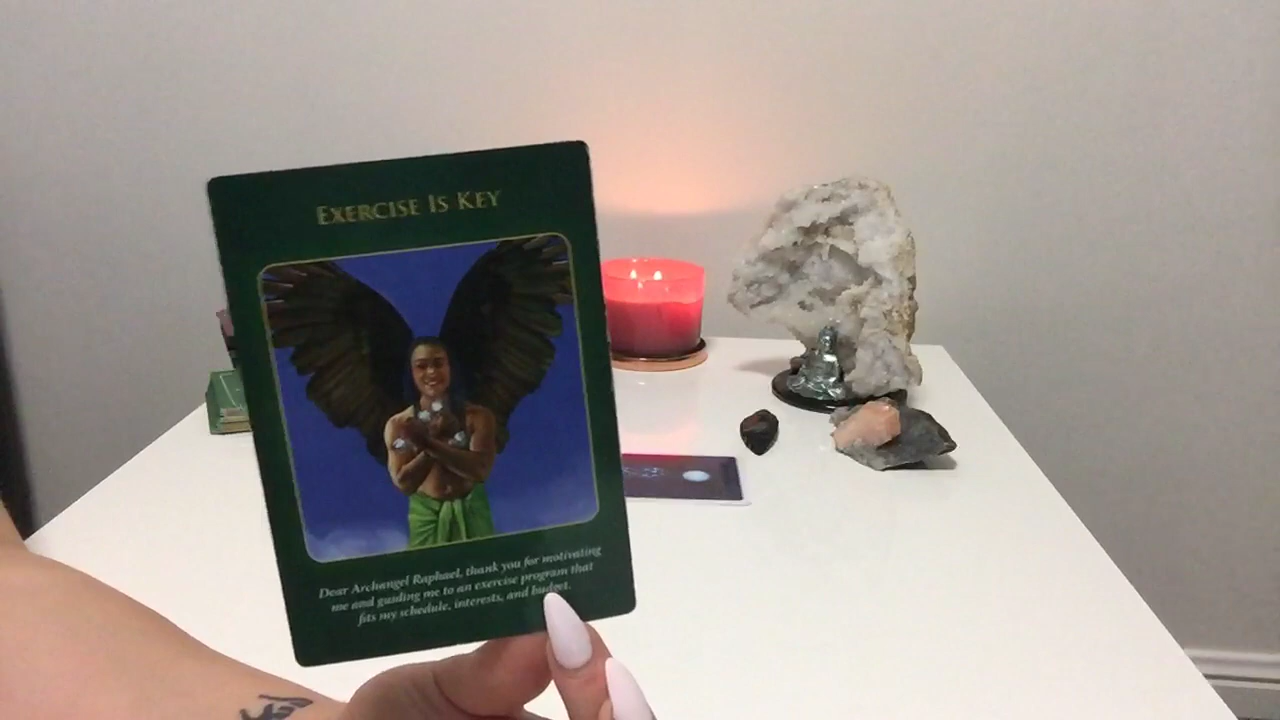 EXERCISE IS KEY
Dear Archangel Raphael, thank you for motivating
me and guiding me to an exercise program that
fits my schedule, interests, and budget.